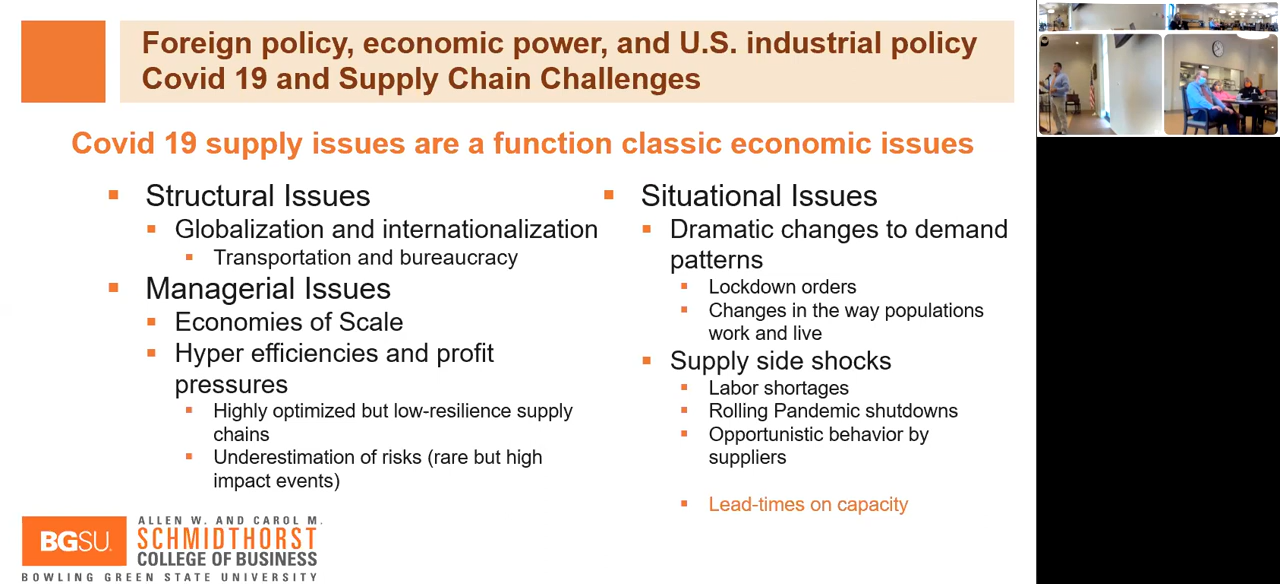 Foreign policy, economic power, and U.S. industrial policy
Covid 19 and Supply Chain Challenges
Covid 19 supply issues are a function classic economic issues
Structural Issues
Globalization and internationalization
Transportation and bureaucracy
Managerial Issues
Economies of Scale
Hyper efficiencies and profit
pressures
Highly optimized but low-resilience supply
chains
Underestimation of risks (rare but high
impact events)
Situational Issues
Dramatic changes to demand
patterns
Lockdown orders
Changes in the way populations
work and live
Supply side shocks
Labor shortages
Rolling Pandemic shutdowns
Opportunistic behavior by
suppliers
Lead-times on capacity
BGSU.
ALLEN W. AND CAROL M.
SCHMIDTHORST
COLLEGE OF BUSINESS
BOWLING GREEN STATE UNIVERSITY